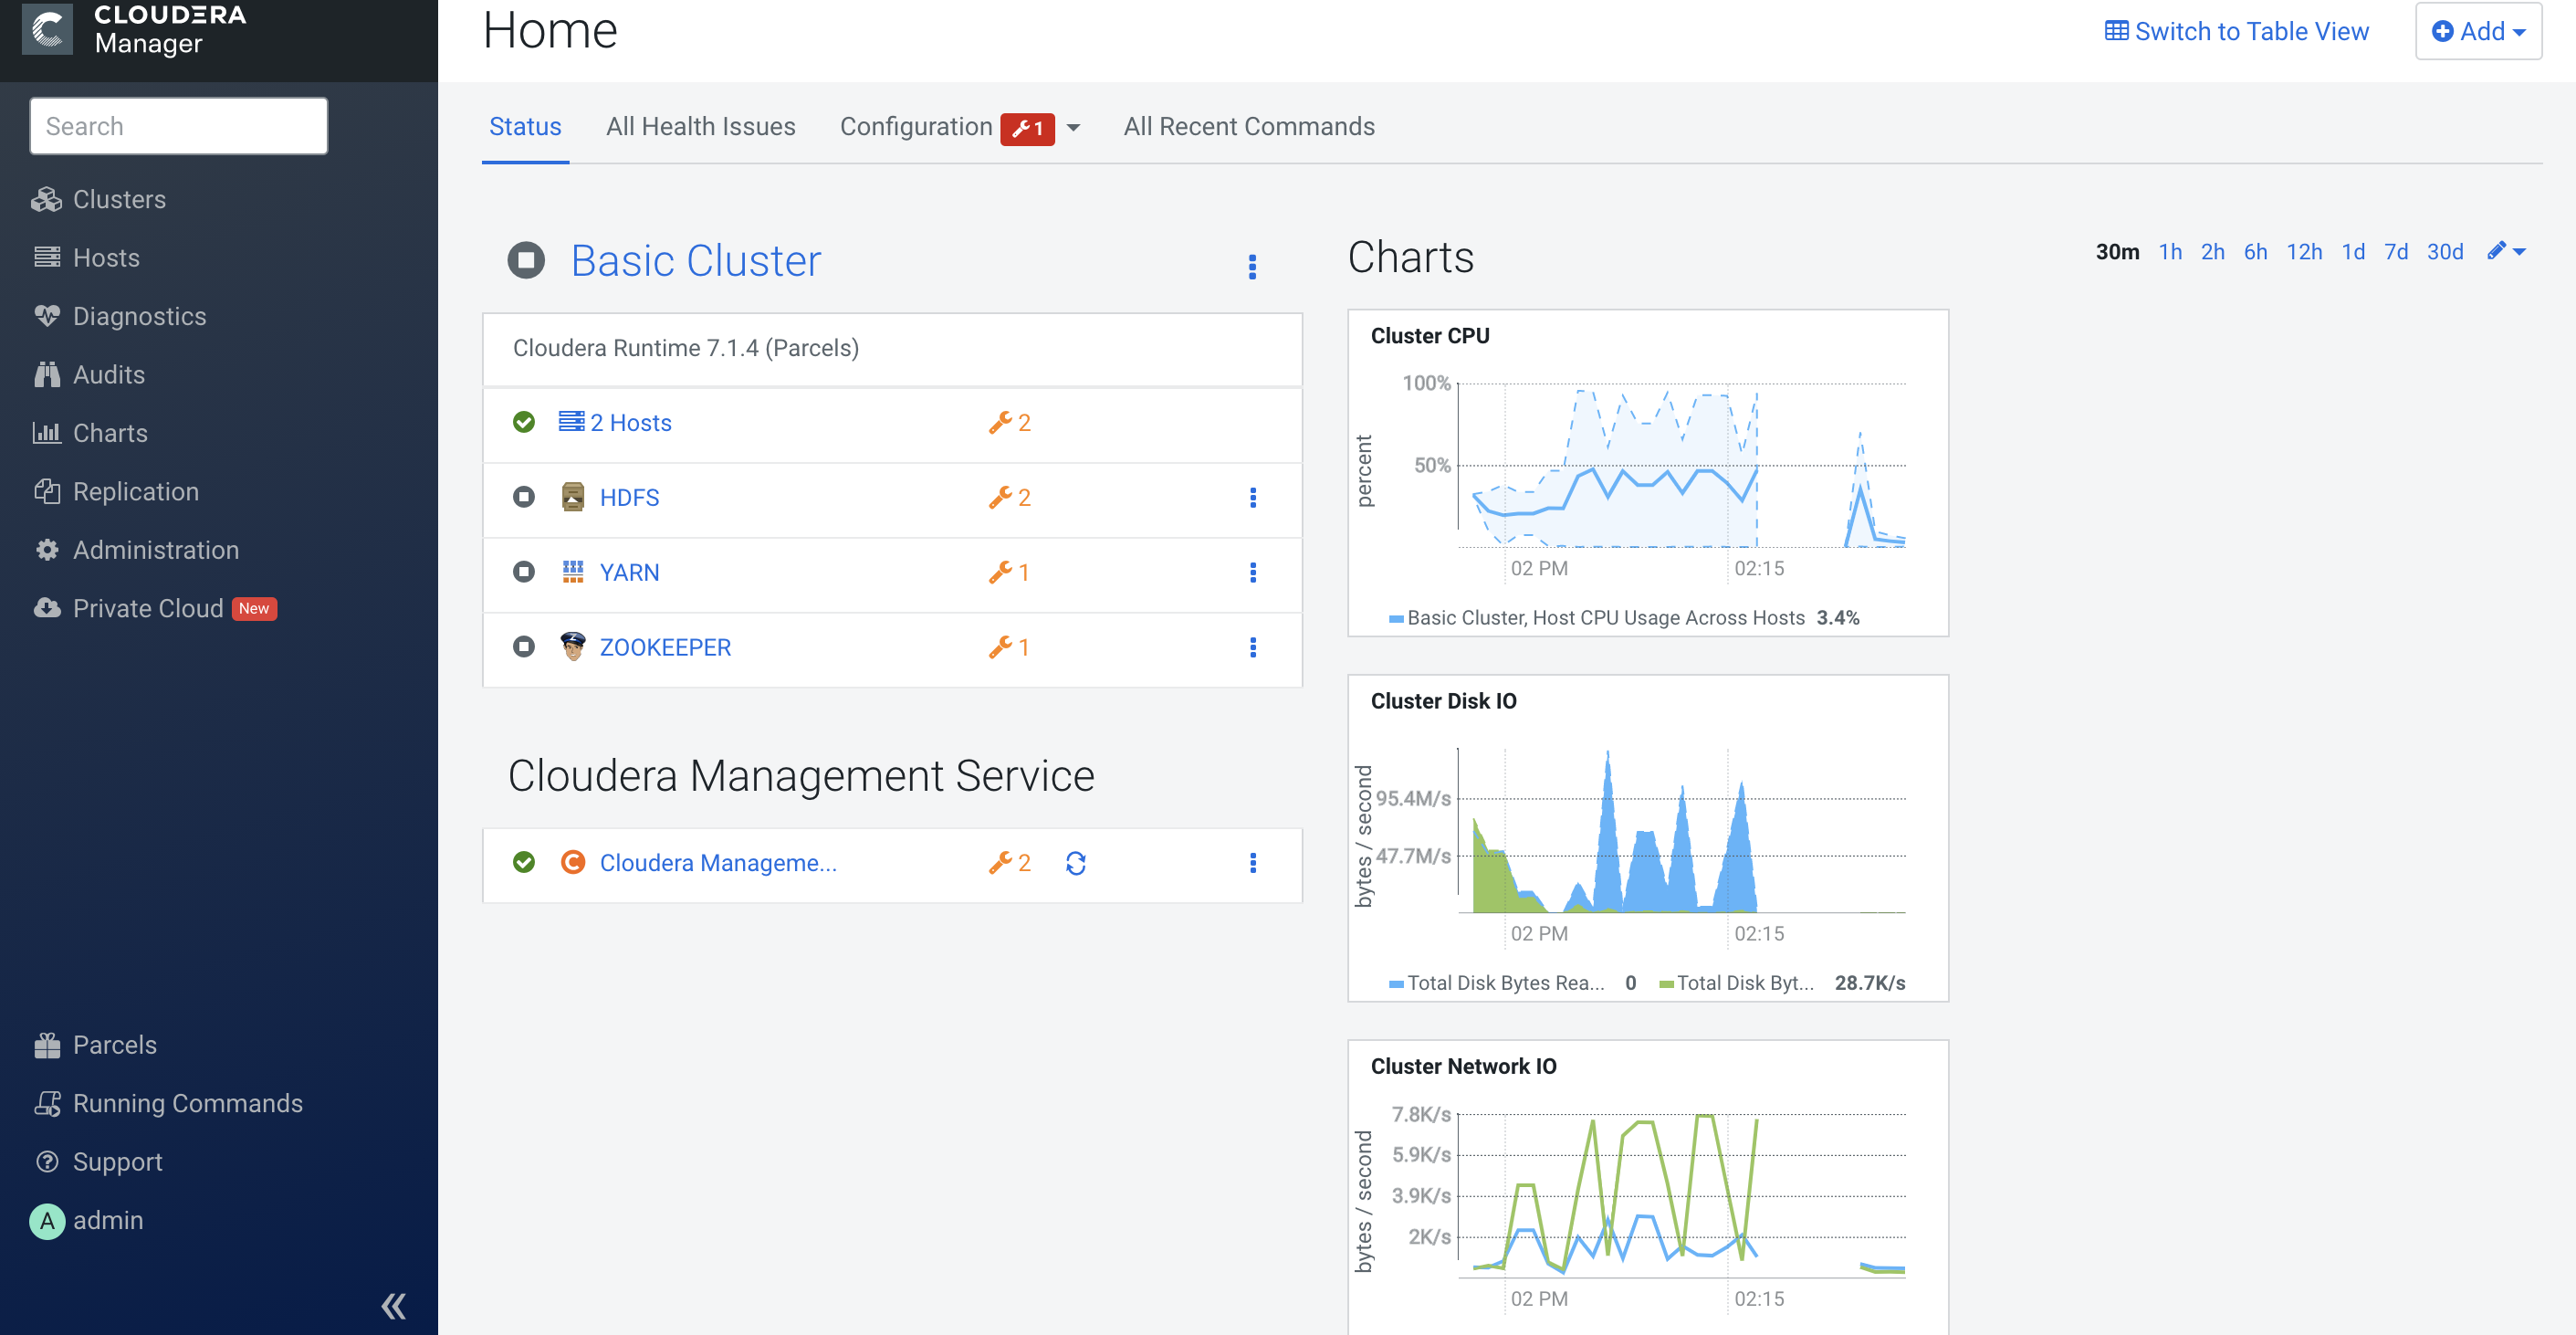 CLOUDERA
Manager
Search
Clusters
Hosts
Diagnostics
Audits
Charts
Replication
Administration
Private Cloud New
Parcels
Running Commands
Support
A admin
Home
Switch to Table View
Add
Status All Health Issues Configuration 1 All Recent Commands
Basic Cluster
Cloudera Runtime 7.1.4 (Parcels)
2 Hosts 2
HDFS 2
YARN 1
ZOOKEEPER 1
Cloudera Management Service
Cloudera Manageme... 2
Charts
30m 1h 2h 6h 12h 1d 7d 30d
Cluster CPU
percent
100%
50%
02 PM 02:15
Basic Cluster, Host CPU Usage Across Hosts 3.4%
Cluster Disk IO
bytes / second
95.4M/s
47.7M/s
02 PM 02:15
Total Disk Bytes Rea... 0 Total Disk Byt... 28.7K/s
Cluster Network IO
bytes / second
7.8K/s
5.9K/s
3.9K/s
2K/s
02 PM 02:15